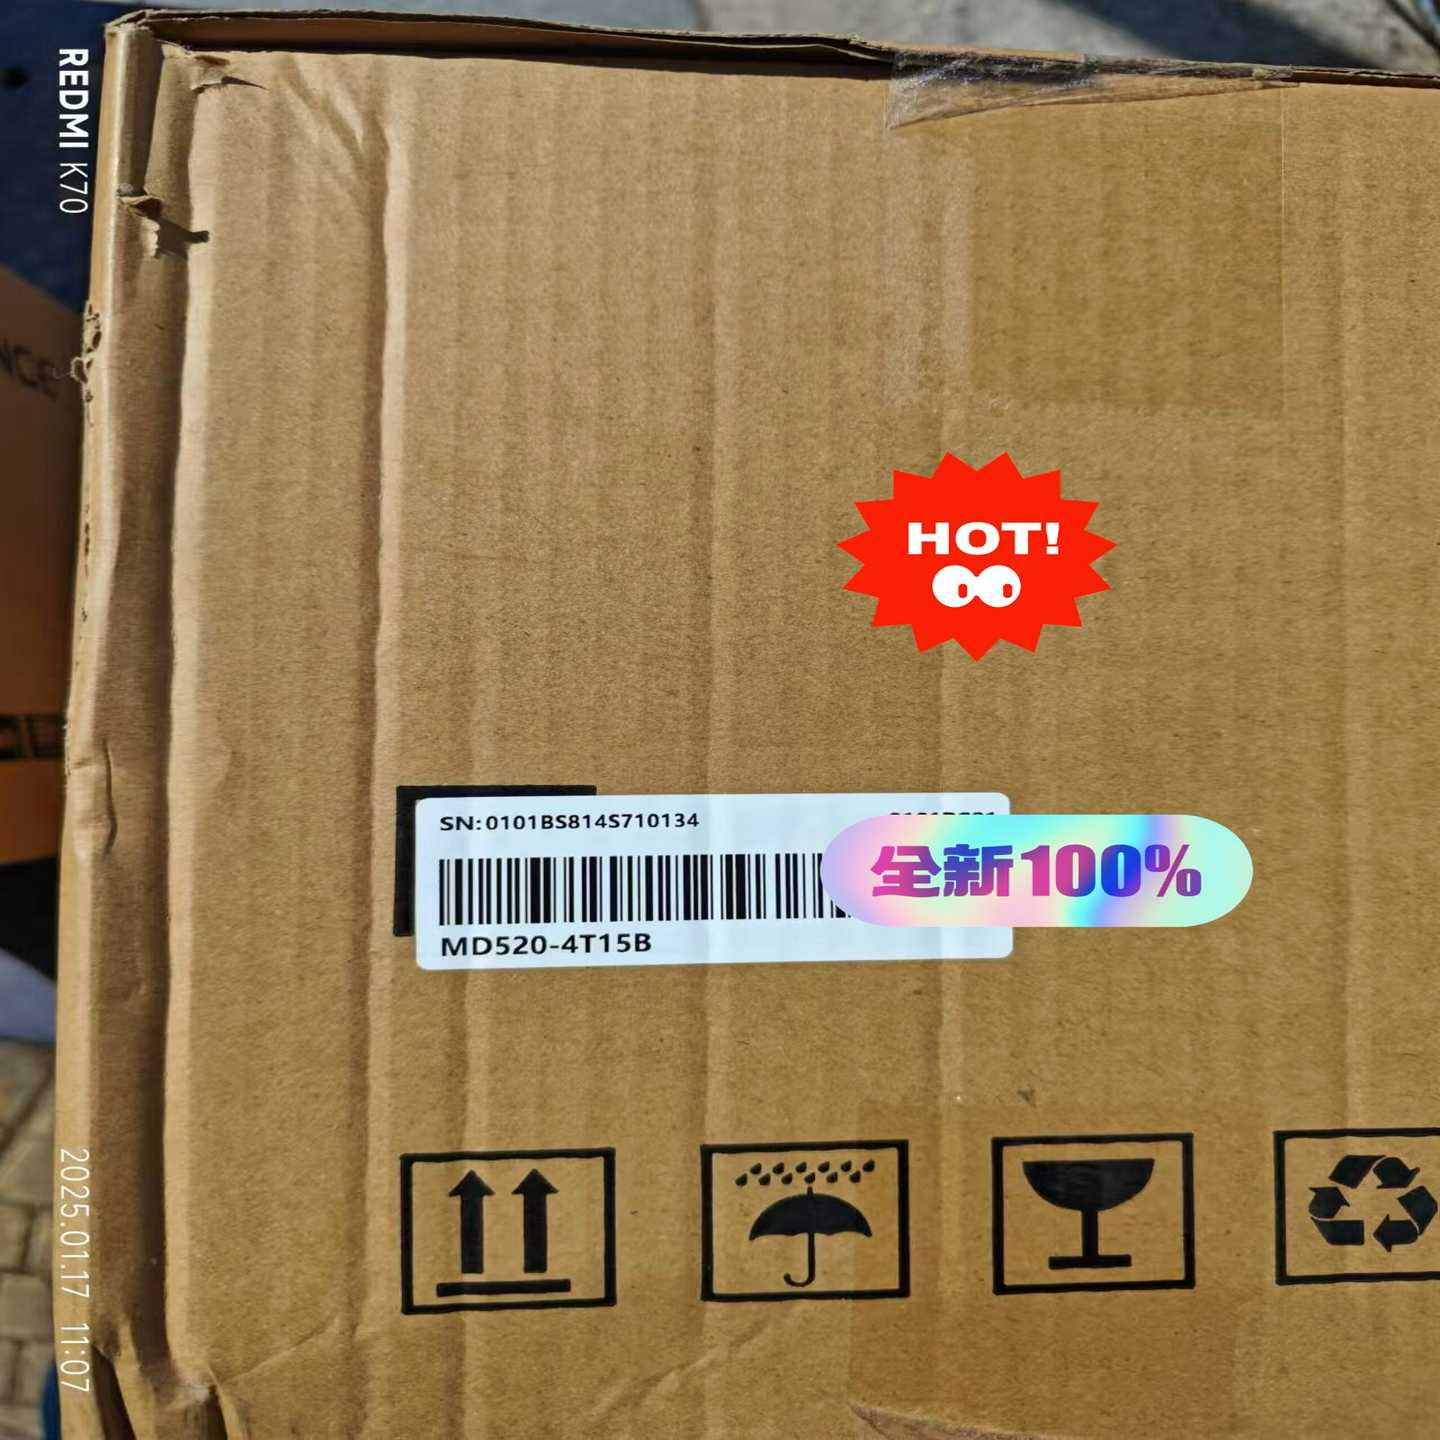 REDMI K70
HOT!
SN:0101BS814S710134
全新100%
MD520-4T15B
2025.01.17 11:07